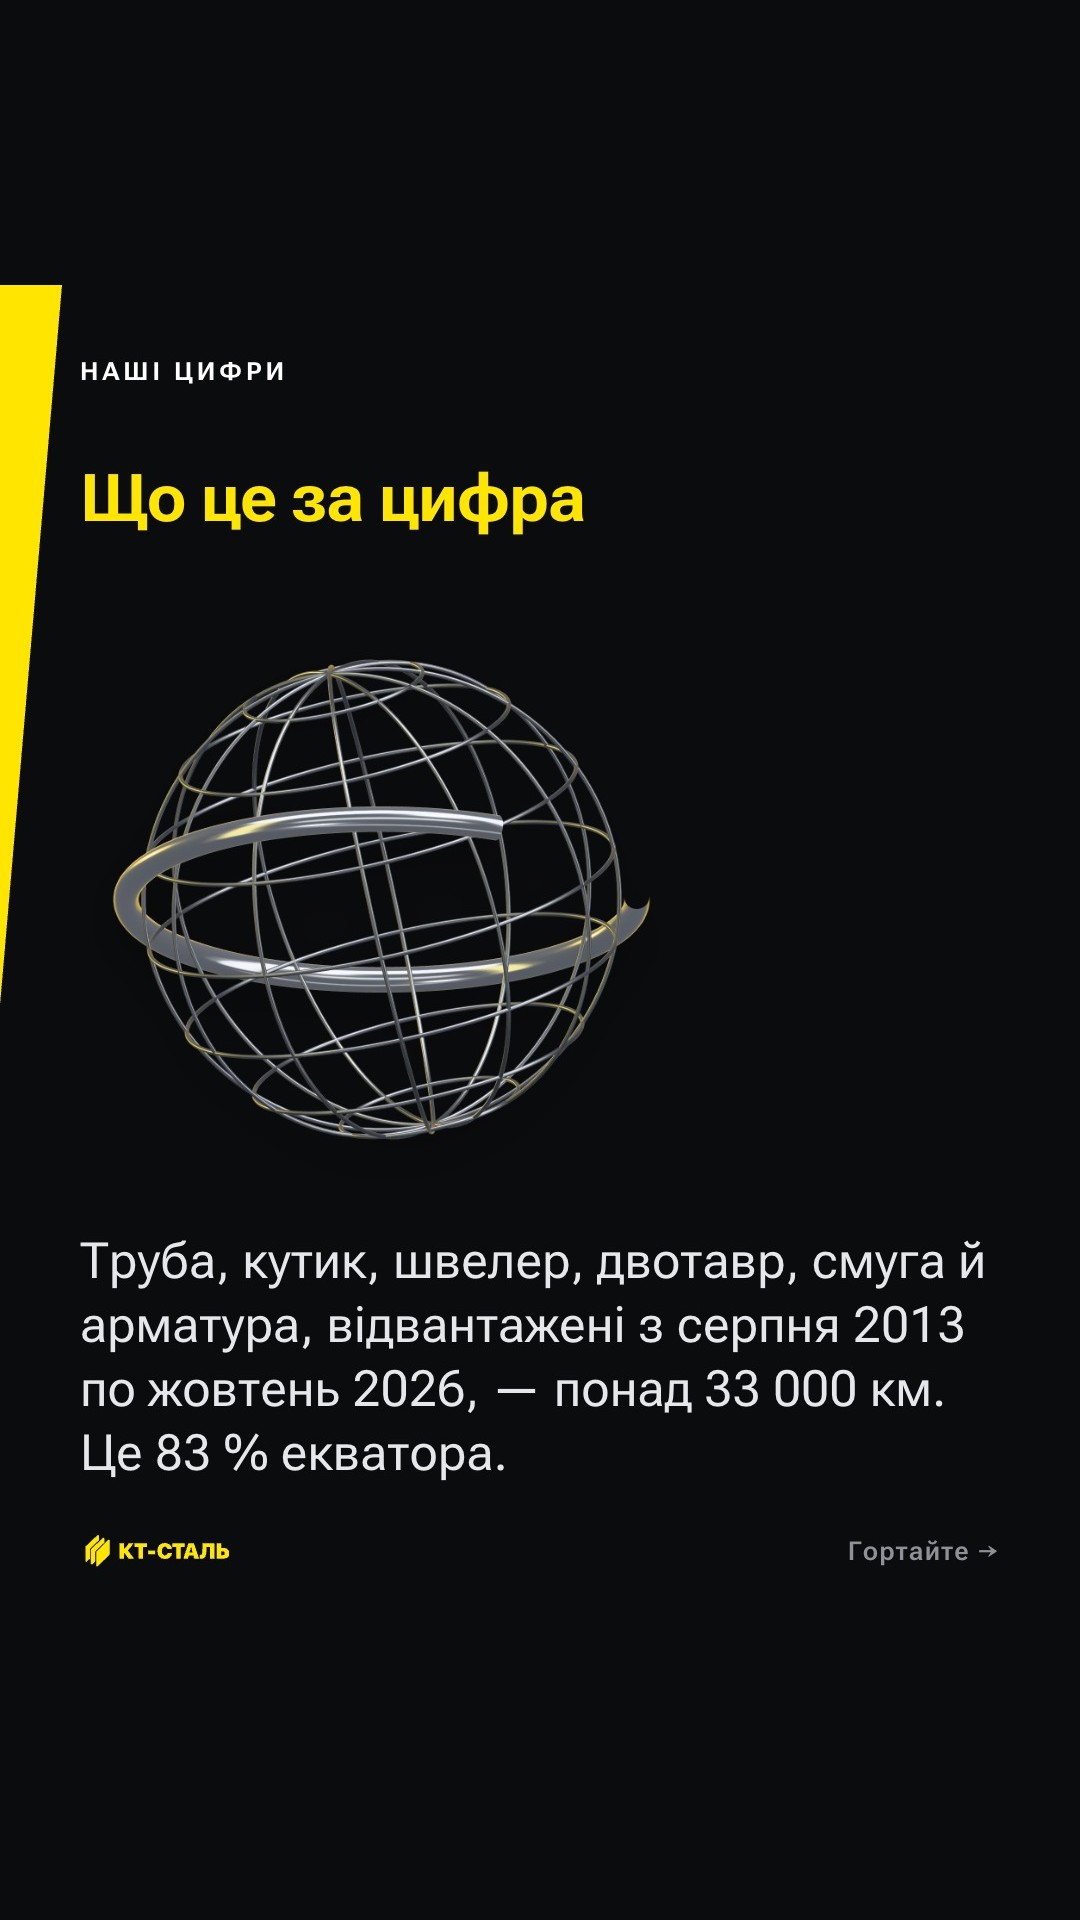 НАШІ ЦИФРИ
Що це за цифра
Труба, кутик, швелер, двотавр, смуга й
арматура, відвантажені з серпня 2013
по жовтень 2026, — понад 33 000 км.
Це 83 % екватора.
КТ-СТАЛЬ
Гортайте →